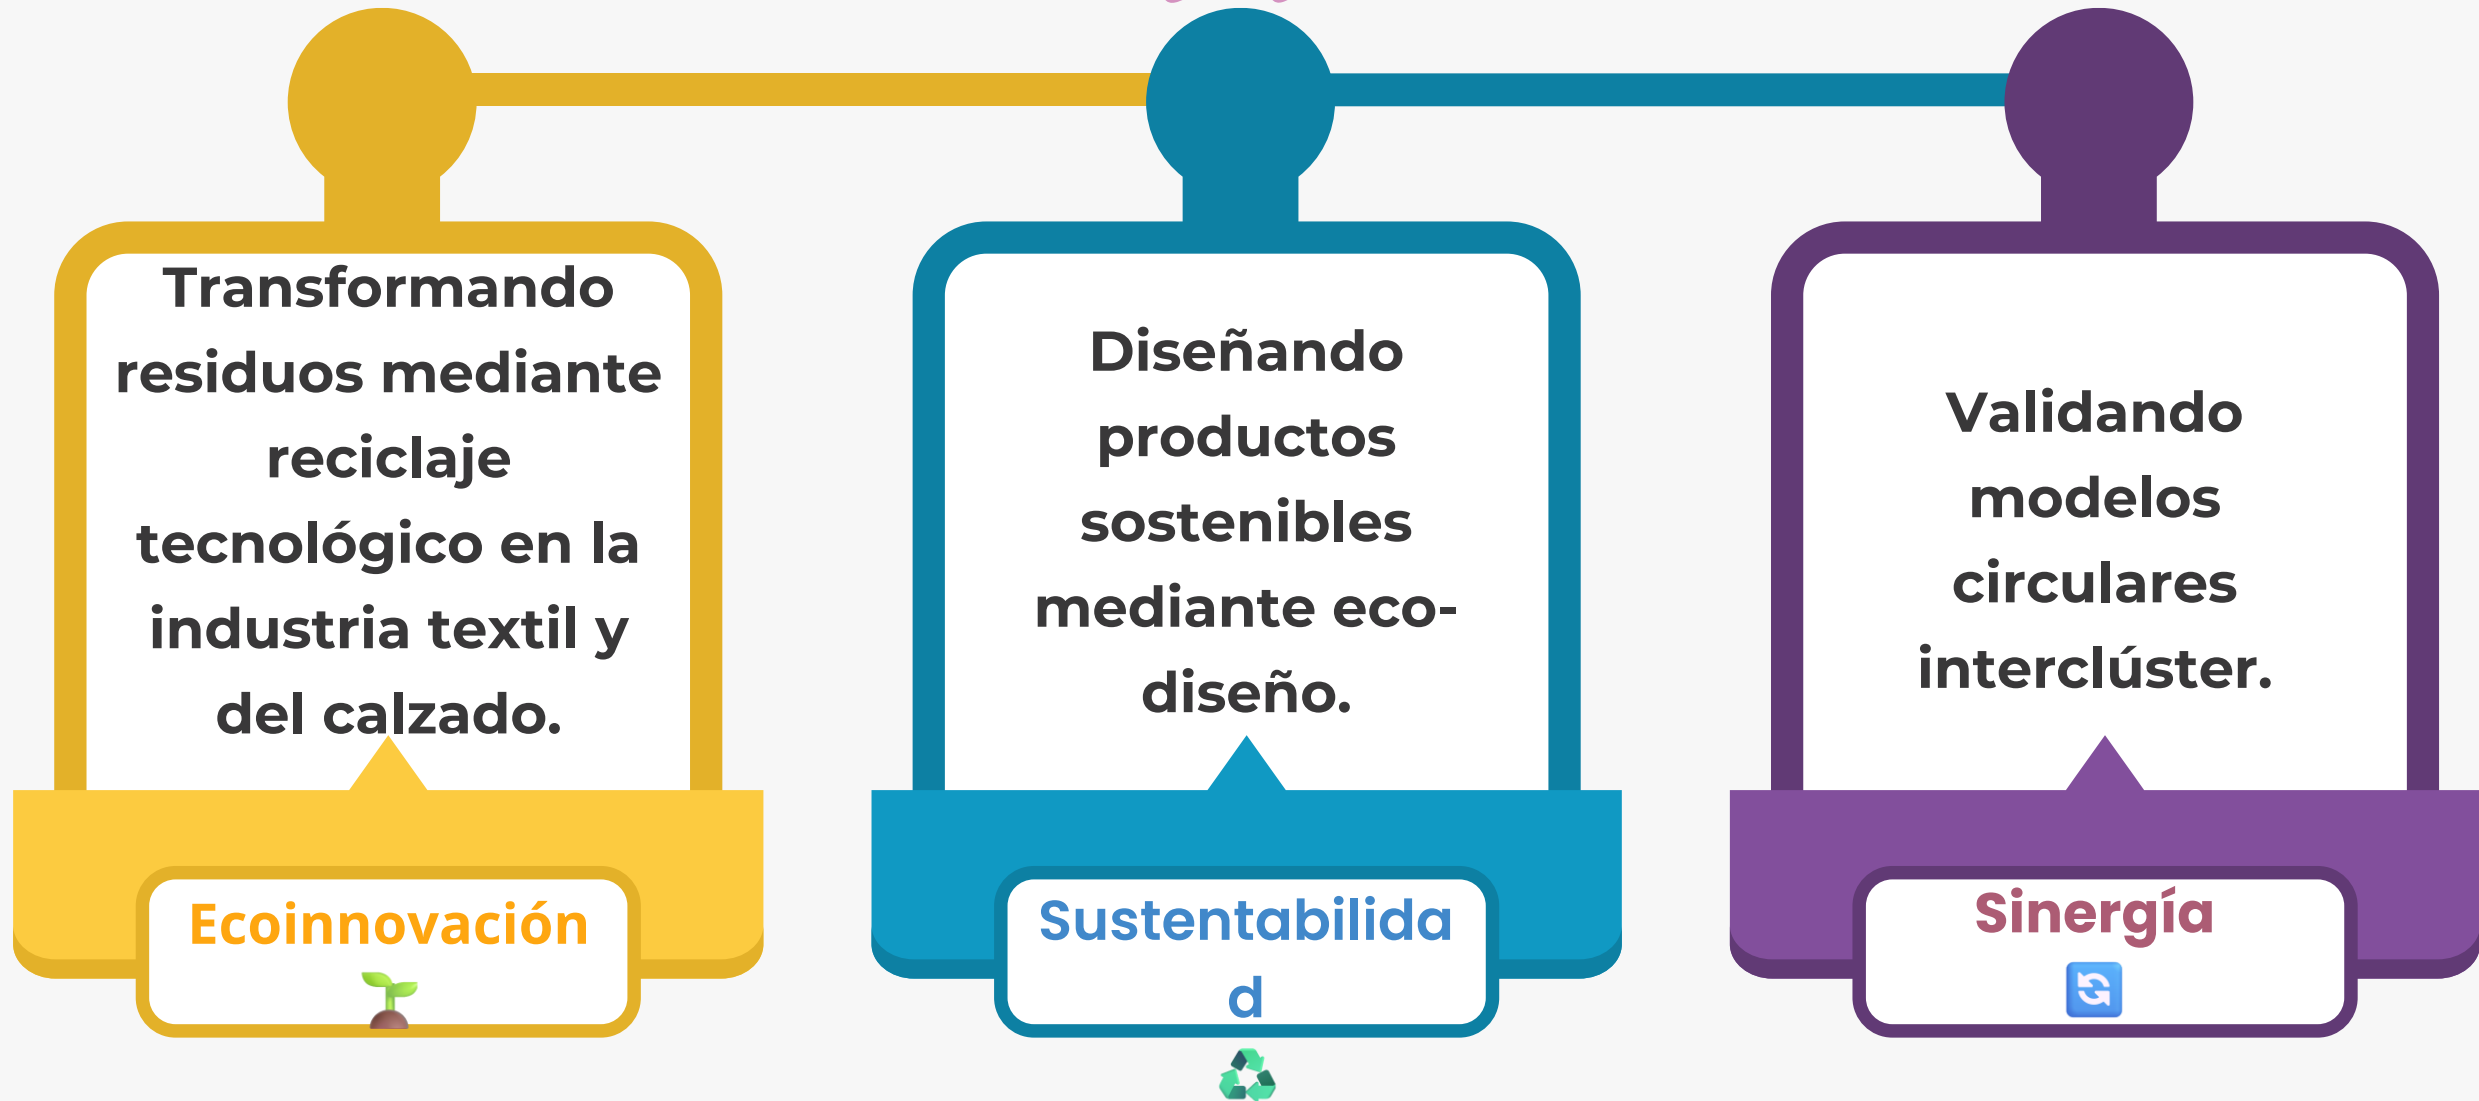 Transformando
residuos mediante
reciclaje
tecnológico en la
industria textil y
del calzado.
Ecoinnovación
Diseñando
productos
sostenibles
mediante eco-
diseño.
Sustentabilida
d
Validando
modelos
circulares
interclúster.
Sinergía